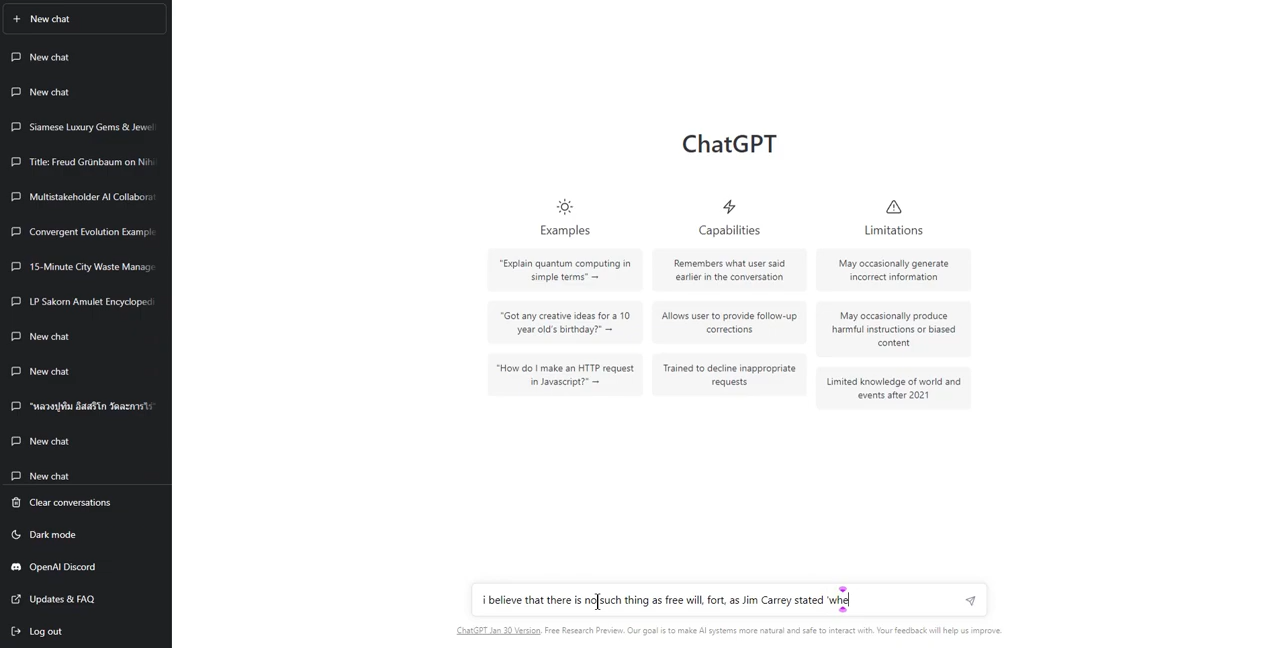 New chat
New chat
New chat
Siamese Luxury Gems & Jewell
Title: Freud Grünbaum on Nihi
Multistakeholder AI Collaborat
Convergent Evolution Example
15-Minute City Waste Manage
LP Sakorn Amulet Encyclopedi
New chat
New chat
"หลวงปู่ทิม อิสสริโก วัดละหารไร่"
New chat
New chat
Clear conversations
Dark mode
OpenAI Discord
Updates & FAQ
Log out
ChatGPT
Examples
"Explain quantum computing in
simple terms" →
"Got any creative ideas for a 10
year old's birthday?" →
"How do I make an HTTP request
in Javascript?" →
Capabilities
Remembers what user said
earlier in the conversation
Allows user to provide follow-up
corrections
Trained to decline inappropriate
requests
Limitations
May occasionally generate
incorrect information
May occasionally produce
harmful instructions or biased
content
Limited knowledge of world and
events after 2021
i believe that there is no such thing as free will, fort, as Jim Carrey stated 'whe
ChatGPT Jan 30 Version. Free Research Preview. Our goal is to make AI systems more natural and safe to interact with. Your feedback will help us improve.